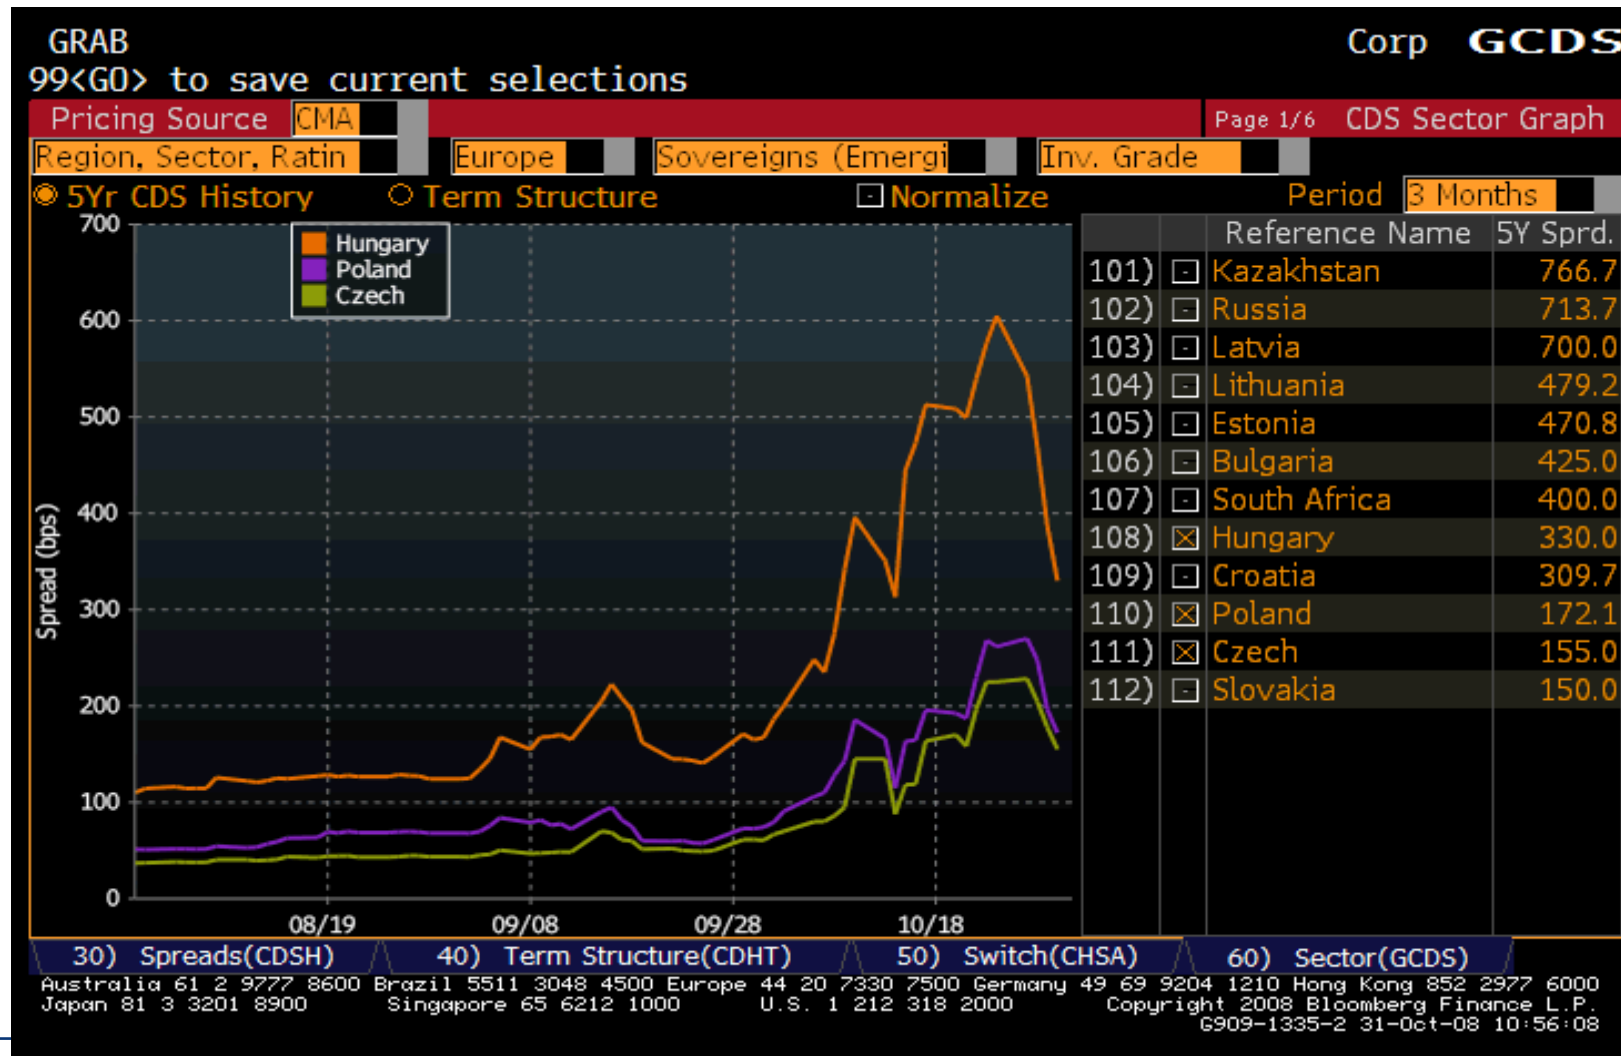 GRAB Corp GCDS
99<GO> to save current selections
Pricing Source CMA Page 1/6 CDS Sector Graph
Region, Sector, Ratin Europe Sovereigns (Emergi Inv. Grade
5Yr CDS History Term Structure Normalize Period 3 Months
Hungary
Poland
Czech
700
600
500
400
300
200
100
0
Spread (bps)
08/19 09/08 09/28 10/18
Reference Name 5Y Sprd.
101) Kazakhstan 766.7
102) Russia 713.7
103) Latvia 700.0
104) Lithuania 479.2
105) Estonia 470.8
106) Bulgaria 425.0
107) South Africa 400.0
108) Hungary 330.0
109) Croatia 309.7
110) Poland 172.1
111) Czech 155.0
112) Slovakia 150.0
30) Spreads(CDSH) 40) Term Structure(CDHT) 50) Switch(CHSA) 60) Sector(GCDS)
Australia 61 2 9777 8600 Brazil 5511 3048 4500 Europe 44 20 7330 7500 Germany 49 69 9204 1210 Hong Kong 852 2977 6000
Japan 81 3 3201 8900 Singapore 65 6212 1000 U.S. 1 212 318 2000 Copyright 2008 Bloomberg Finance L.P.
G909-1335-2 31-Oct-08 10:56:08